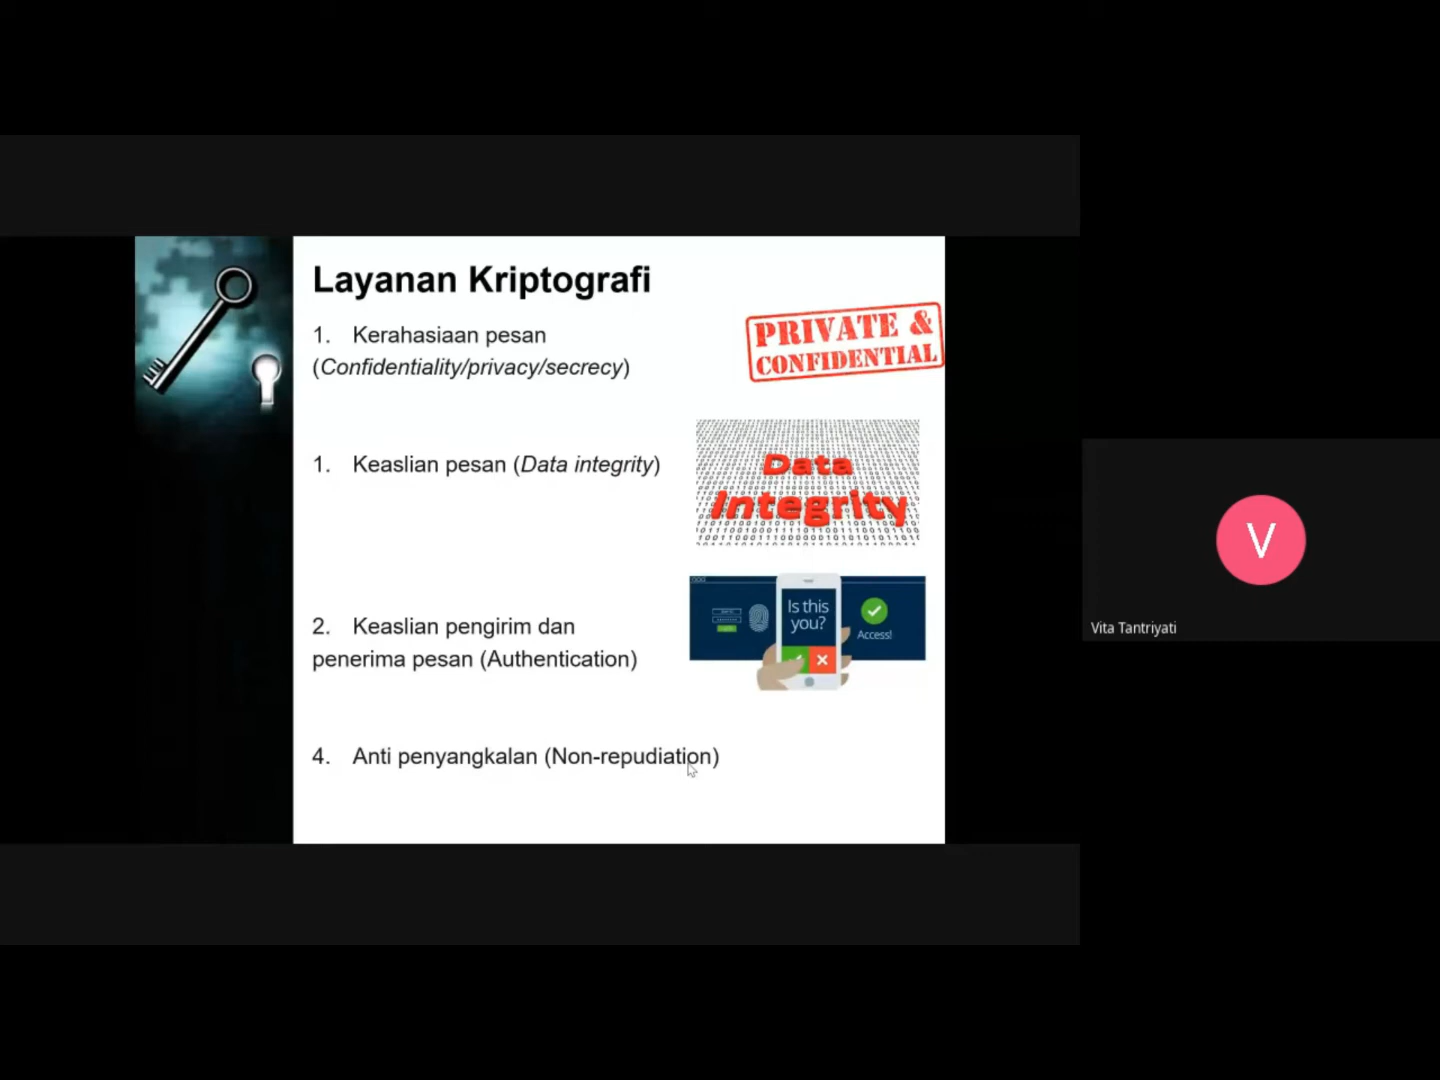 Layanan Kriptografi
1. Kerahasiaan pesan
(Confidentiality/privacy/secrecy)
PRIVATE &
CONFIDENTIAL
1. Keaslian pesan (Data integrity)
Data
Integrity
2. Keaslian pengirim dan
penerima pesan (Authentication)
Is this
you?
Access!
4. Anti penyangkalan (Non-repudiation)
V
Vita Tantriyati